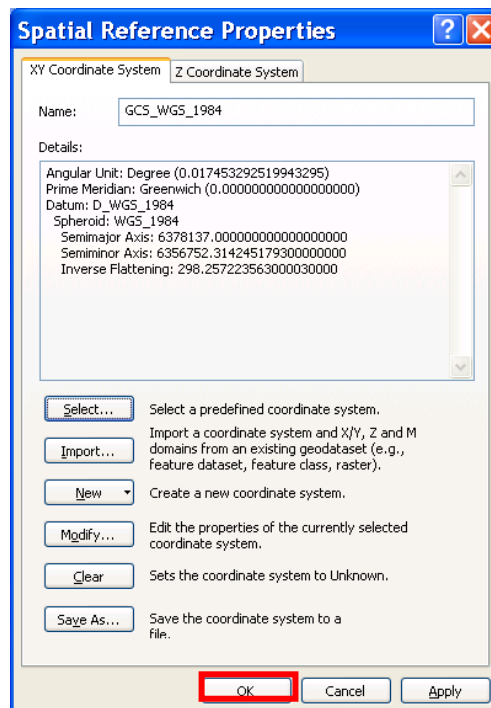 Spatial Reference Properties
XY Coordinate System Z Coordinate System
Name: GCS_WGS_1984
Details:
Angular Unit: Degree (0.017453292519943295)
Prime Meridian: Greenwich (0.000000000000000000)
Datum: D_WGS_1984
Spheroid: WGS_1984
Semimajor Axis: 6378137.000000000000000000
Semiminor Axis: 6356752.314245179300000000
Inverse Flattening: 298.257223563000030000
Select... Select a predefined coordinate system.
Import... Import a coordinate system and X/Y, Z and M
domains from an existing geodataset (e.g.,
feature dataset, feature class, raster).
New Create a new coordinate system.
Modify... Edit the properties of the currently selected
coordinate system.
Clear Sets the coordinate system to Unknown.
Save As... Save the coordinate system to a
file.
OK Cancel Apply